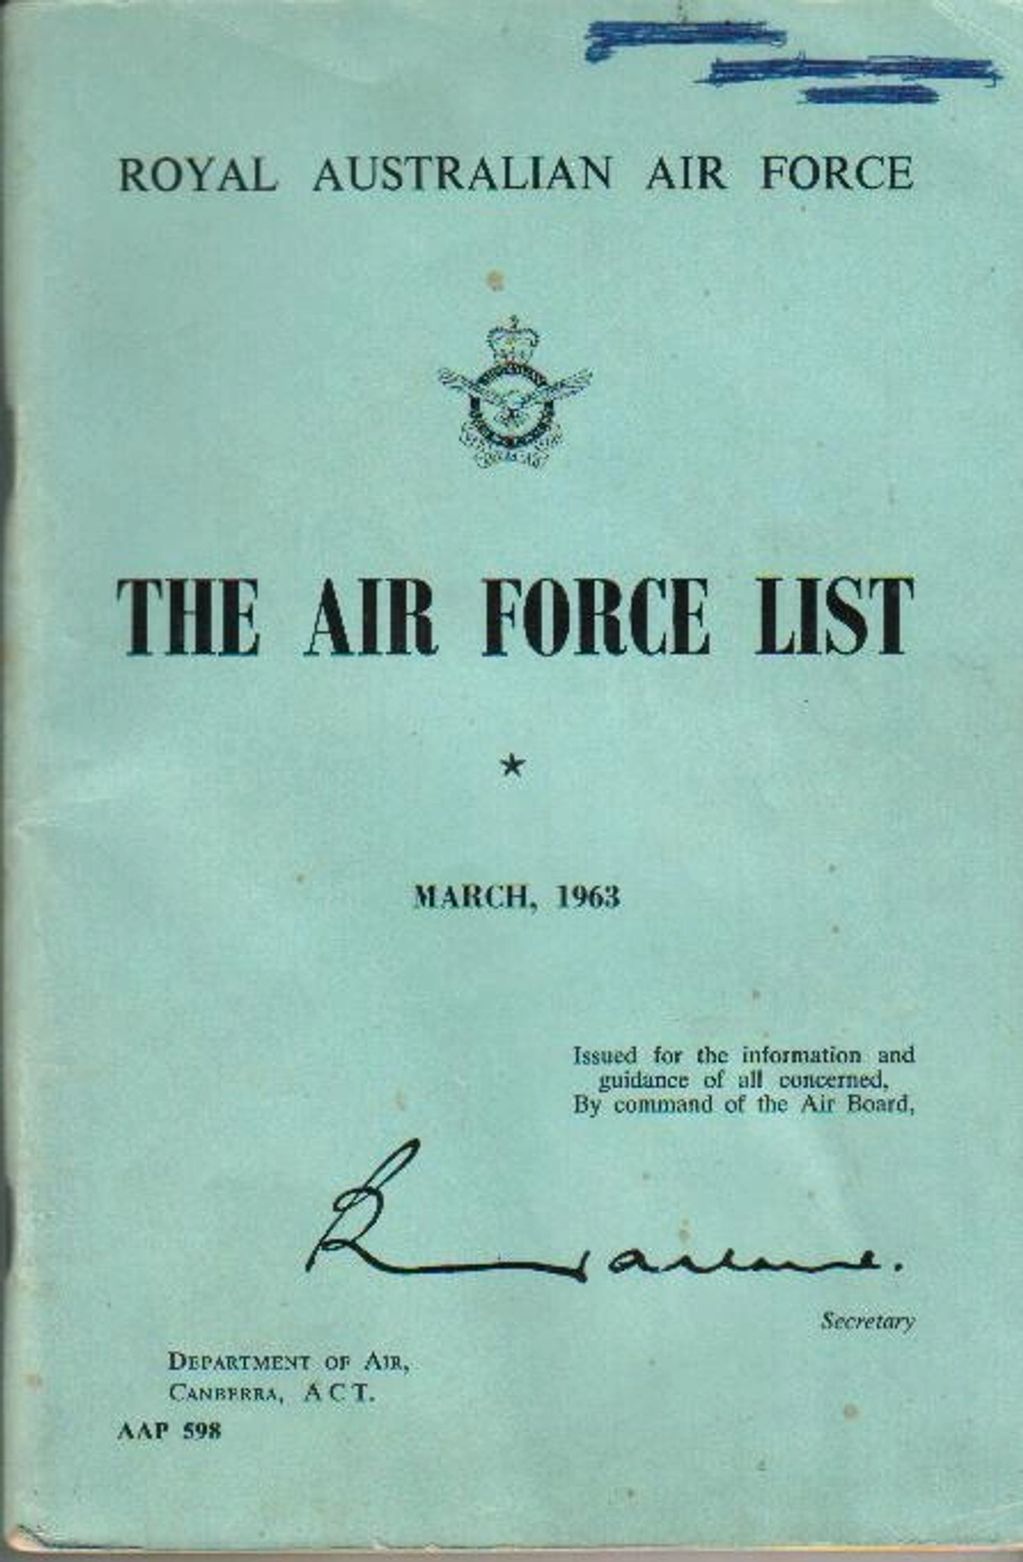 ROYAL AUSTRALIAN AIR FORCE
THE AIR FORCE LIST
★
MARCH, 1963
Issued for the information and
guidance of all concerned,
By command of the Air Board,
Secretary
DEPARTMENT OF AIR,
CANBERRA, A C T.
AAP 598